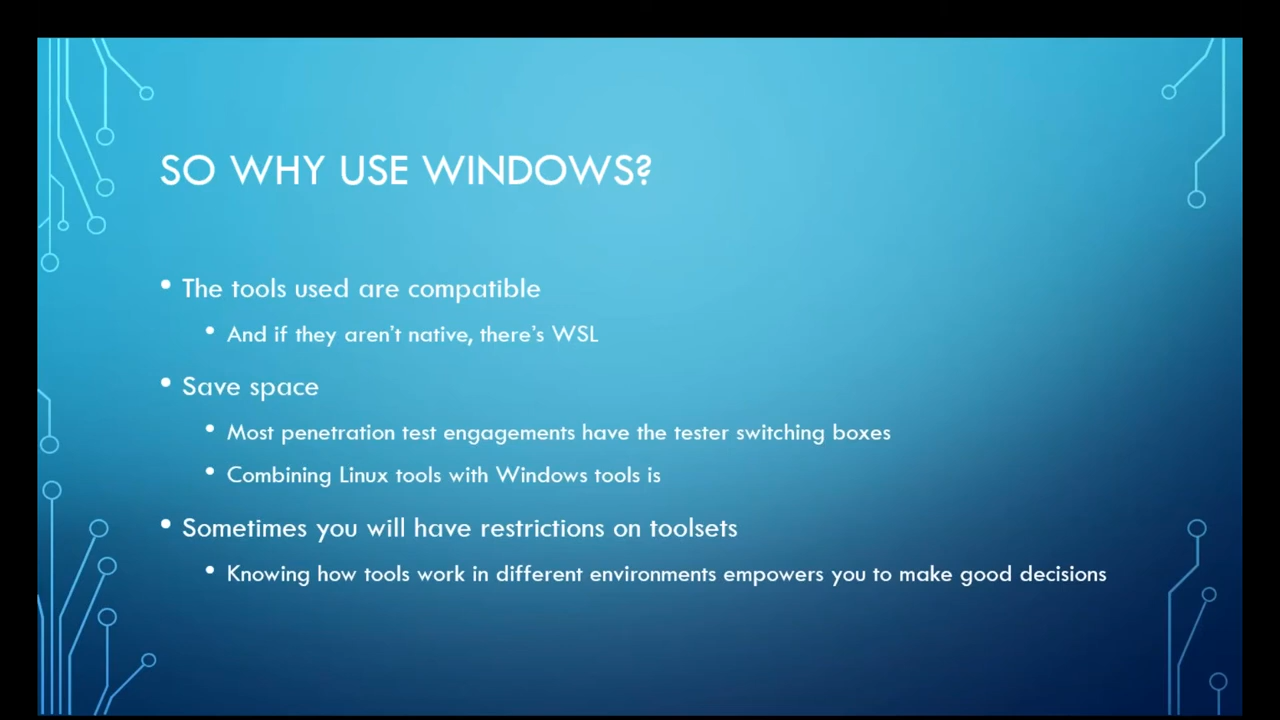 SO WHY USE WINDOWS?
• The tools used are compatible
• And if they aren't native, there's WSL
• Save space
• Most penetration test engagements have the tester switching boxes
• Combining Linux tools with Windows tools is
• Sometimes you will have restrictions on toolsets
• Knowing how tools work in different environments empowers you to make good decisions